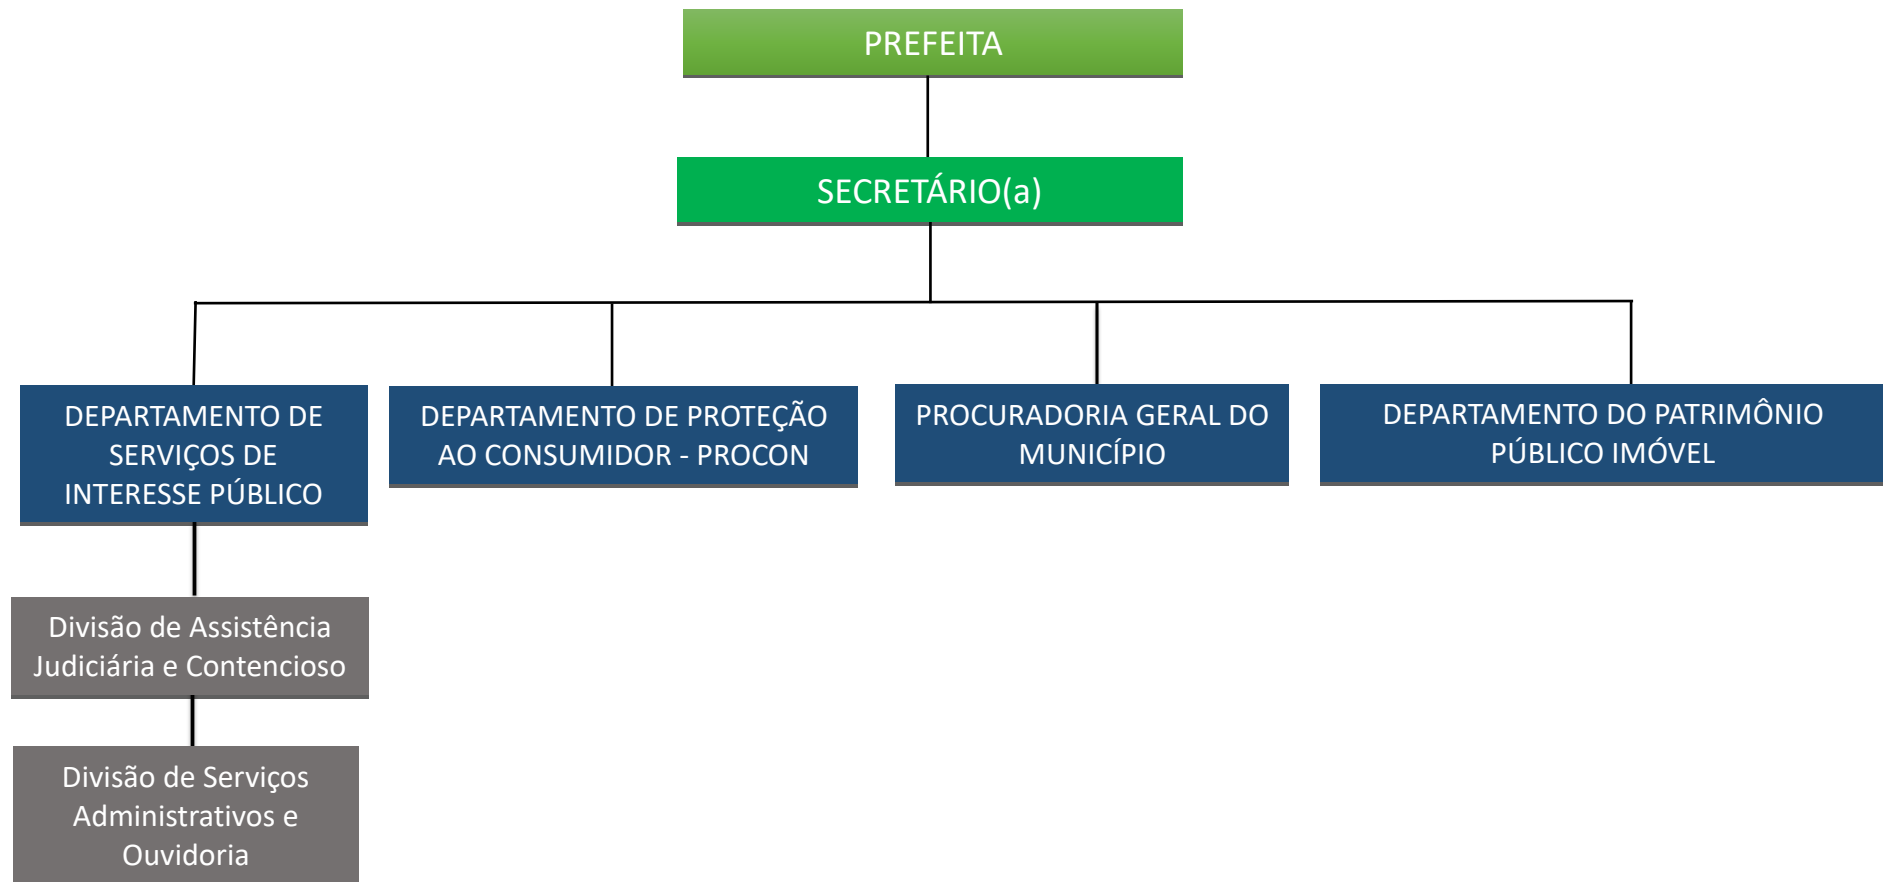 PREFEITA
SECRETÁRIO(a)
DEPARTAMENTO DE
SERVIÇOS DE
INTERESSE PÚBLICO
DEPARTAMENTO DE PROTEÇÃO
AO CONSUMIDOR - PROCON
PROCURADORIA GERAL DO
MUNICÍPIO
DEPARTAMENTO DO PATRIMÔNIO
PÚBLICO IMÓVEL
Divisão de Assistência
Judiciária e Contencioso
Divisão de Serviços
Administrativos e
Ouvidoria